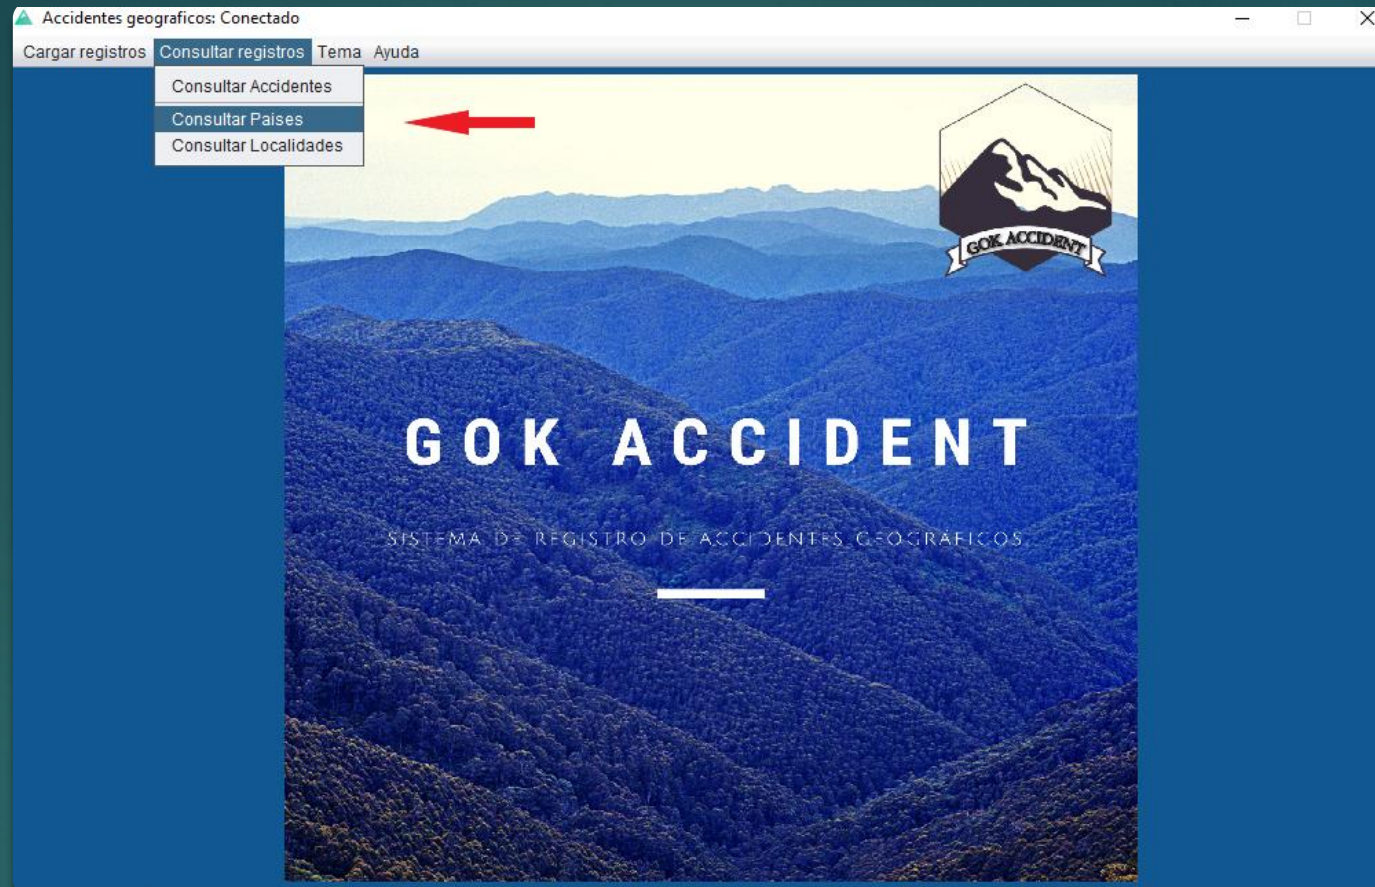 Accidentes geograficos: Conectado
Cargar registros Consultar registros Tema Ayuda
Consultar Accidentes
Consultar Paises
Consultar Localidades
GOK ACCIDENT
GOK ACCIDENT
SISTEMA DE REGISTRO DE ACCIDENTES GEOGRÁFICOS